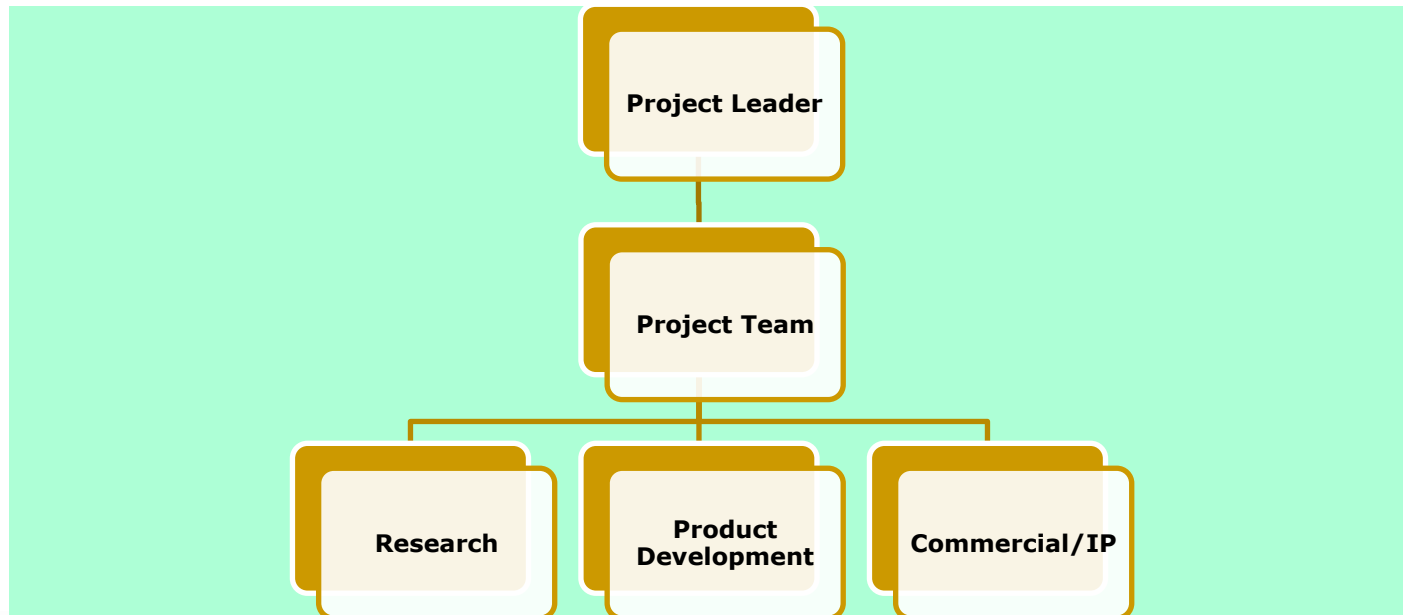 Project Leader
Project Team
Research
Product
Development
Commercial/IP